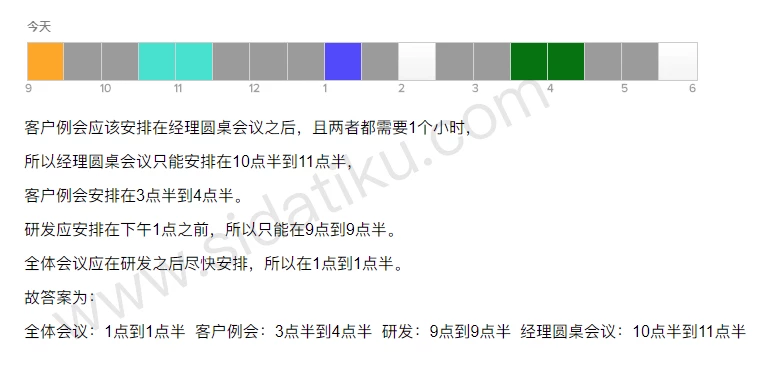 今天
9 10 11 12 1 2 3 4 5 6
客户例会应该安排在经理圆桌会议之后，且两者都需要1个小时，
所以经理圆桌会议只能安排在10点半到11点半，
客户例会安排在3点半到4点半。
研发应安排在下午1点之前，所以只能在9点到9点半。
全体会议应在研发之后尽快安排，所以在1点到1点半。
故答案为：
全体会议：1点到1点半 客户例会：3点半到4点半 研发：9点到9点半 经理圆桌会议：10点半到11点半
www.sidatiku.com